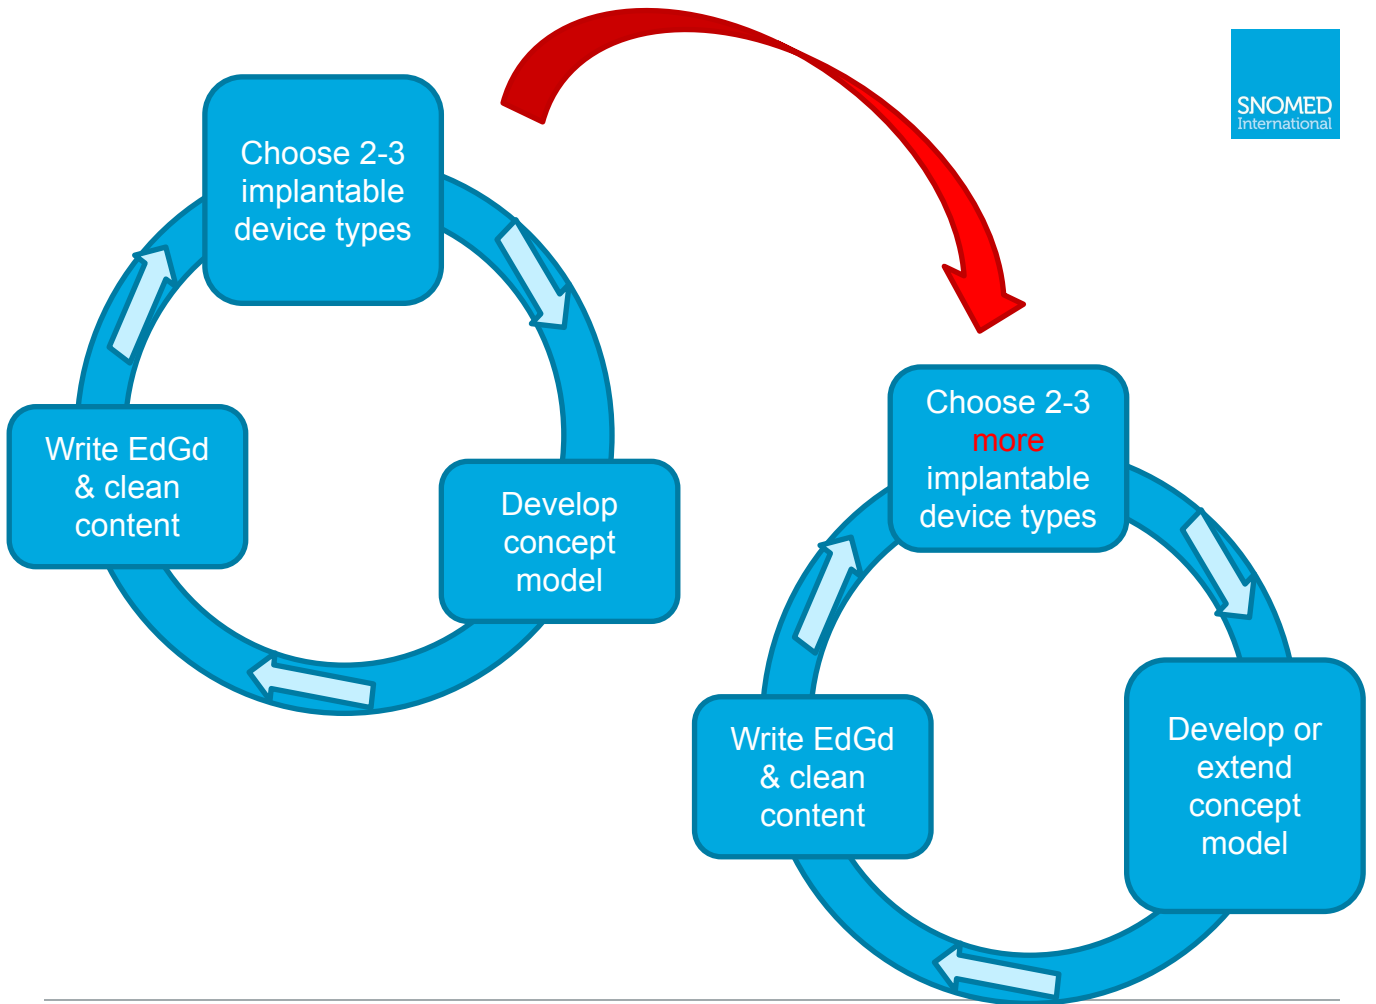 SNOMED
International
Choose 2-3
implantable
device types
Develop
concept
model
Write EdGd
& clean
content
Choose 2-3
more
implantable
device types
Develop or
extend
concept
model
Write EdGd
& clean
content